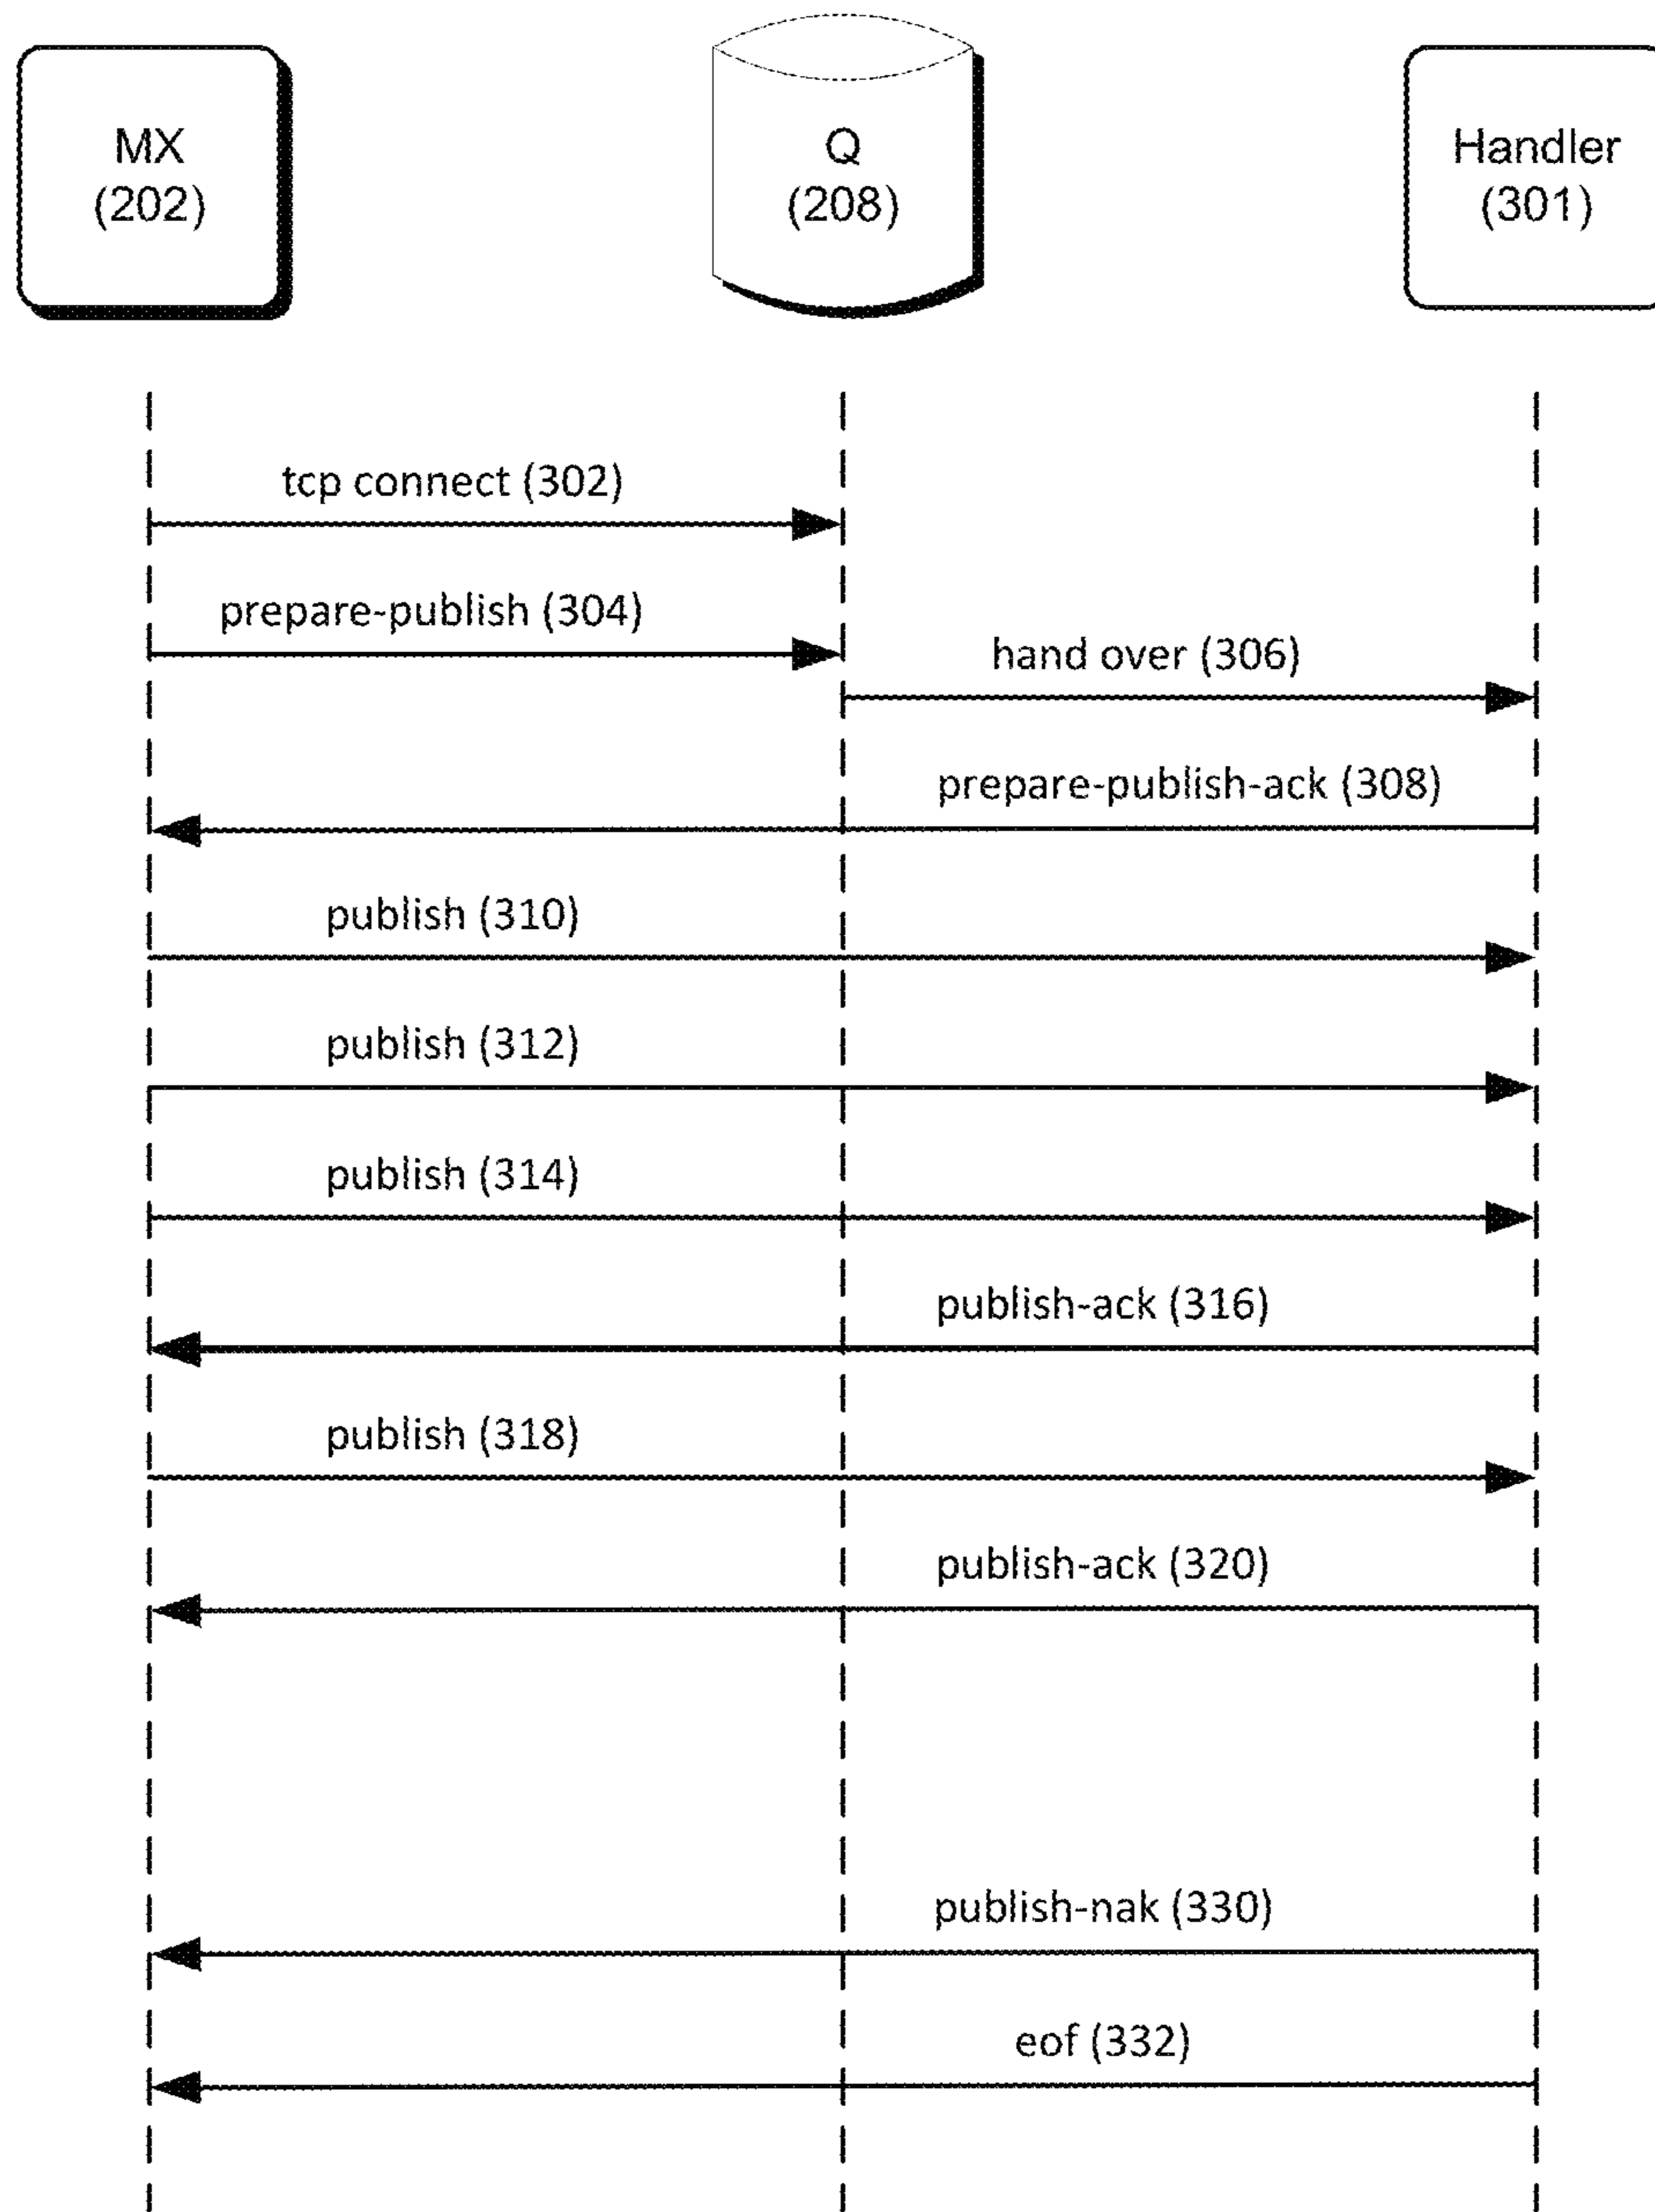 MX
(202)
Q
(208)
Handler
(301)
tcp connect (302)
prepare-publish (304)
hand over (306)
prepare-publish-ack (308)
publish (310)
publish (312)
publish (314)
publish-ack (316)
publish (318)
publish-ack (320)
publish-nak (330)
eof (332)